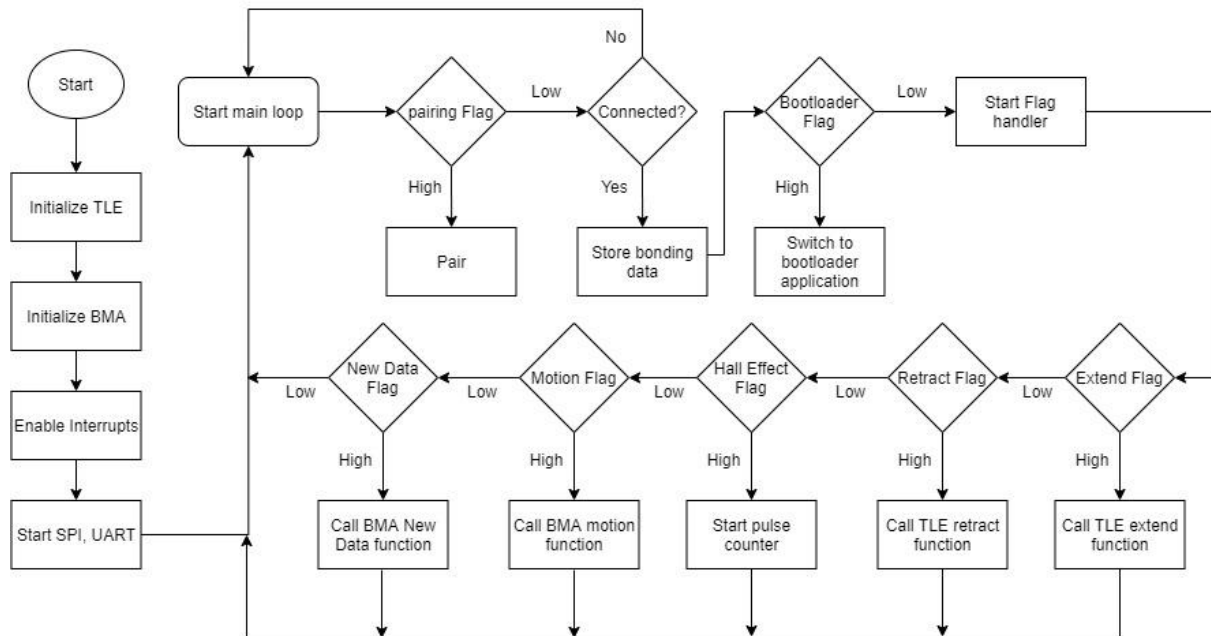 Start
Initialize TLE
Initialize BMA
Enable Interrupts
Start SPI, UART
Start main loop
pairing Flag
High
Pair
Low
Connected?
No
Yes
Store bonding
data
Bootloader
Flag
High
Switch to
bootloader
application
Low
Start Flag
handler
Extend Flag
High
Call TLE extend
function
Low
Retract Flag
High
Call TLE retract
function
Low
Hall Effect
Flag
High
Start pulse
counter
Low
Motion Flag
High
Call BMA motion
function
Low
New Data
Flag
High
Call BMA New
Data function
Low